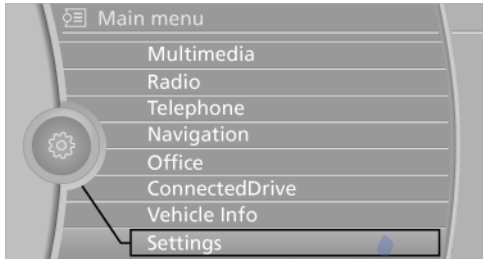 Main menu
Multimedia
Radio
Telephone
Navigation
Office
ConnectedDrive
Vehicle Info
Settings